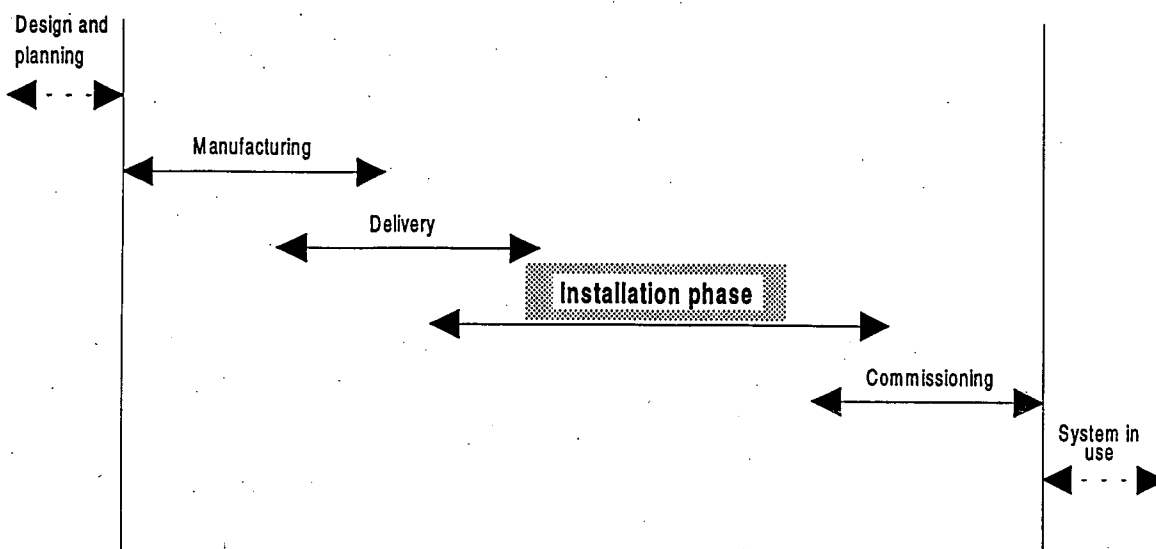 Design and
planning
Manufacturing
Delivery
Installation phase
Commissioning
System in
use